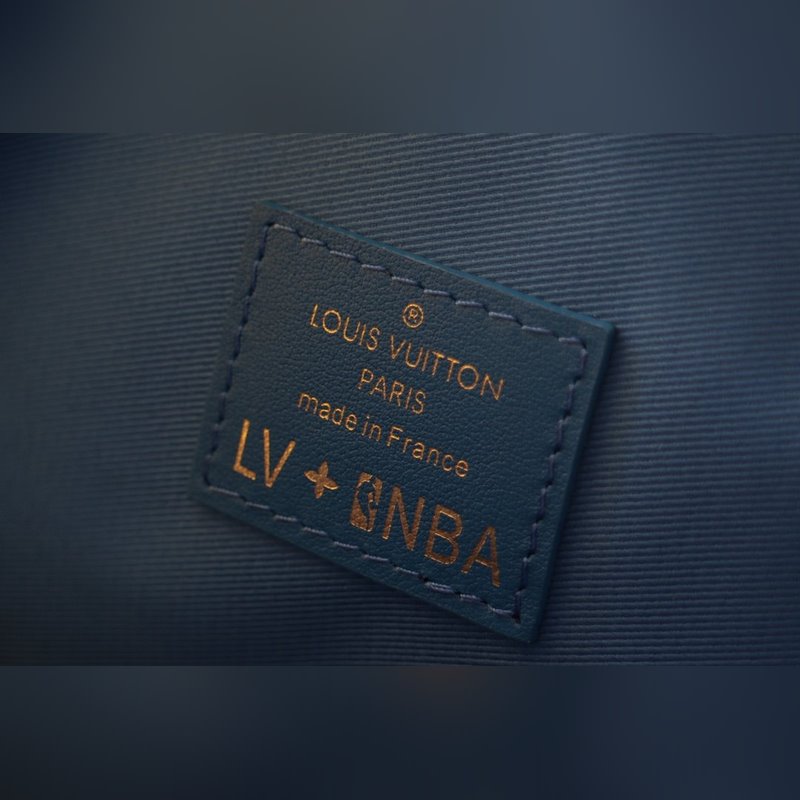 ®
LOUIS VUITTON
PARIS
made in France
LV + NBA